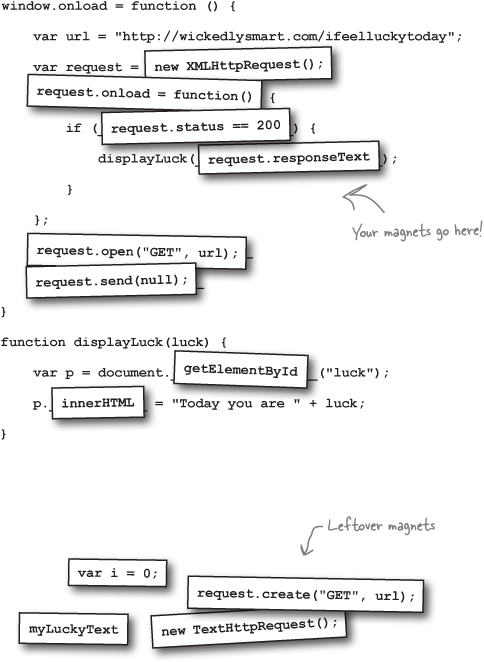 window.onload = function () {
var url = "http://wickedlysmart.com/ifeelluckytoday";
var request = new XMLHttpRequest();
request.onload = function() {
if ( request.status == 200 ) {
displayLuck( request.responseText );
}
Your magnets go here!
};
request.open("GET", url);
request.send(null);
}
function displayLuck(luck) {
var p = document. getElementById ("luck");
p. innerHTML = "Today you are " + luck;
}
Leftover magnets
var i = 0;
request.create("GET", url);
myLuckyText
new TextHttpRequest();